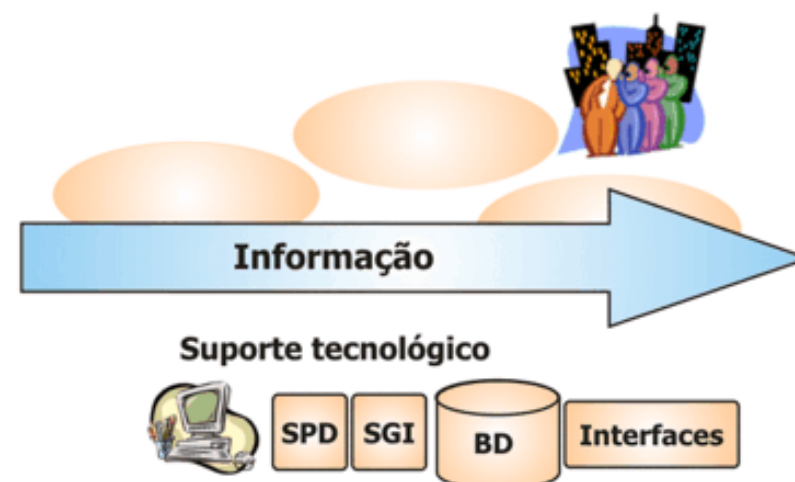 Informação
Suporte tecnológico
SPD SGI BD Interfaces